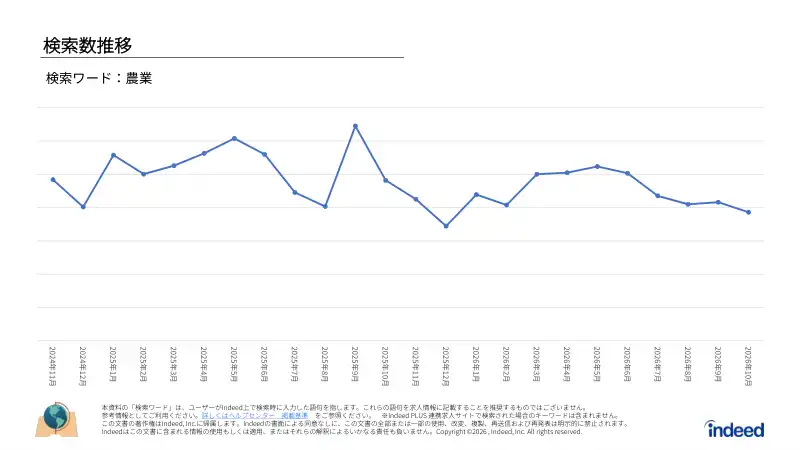 検索数推移
検索ワード：農業
2024年11月
2024年12月
2025年1月
2025年2月
2025年3月
2025年4月
2025年5月
2025年6月
2025年7月
2025年8月
2025年9月
2025年10月
2025年11月
2025年12月
2026年1月
2026年2月
2026年3月
2026年4月
2026年5月
2026年6月
2026年7月
2026年8月
2026年9月
2026年10月
本資料の「検索ワード」は、ユーザーがIndeed上で検索時に入力した語句を指します。これらの語句を求人情報に記載することを推奨するものではございません。
参考情報としてご利用ください。詳しくはヘルプセンター 掲載基準 をご参照ください。 ※Indeed PLUS 連携求人サイトで検索された場合のキーワードは含まれません。
この文書の著作権はIndeed, Inc.に帰属します。Indeedの書面による同意なしに、この文書の全部または一部の使用、改変、複製、再送信および再発表は明示的に禁止されます。
Indeedはこの文書に含まれる情報の使用もしくは適用、またはそれらの解釈によるいかなる責任も負いません。Copyright ©2026 , Indeed, Inc. All rights reserved.
indeed